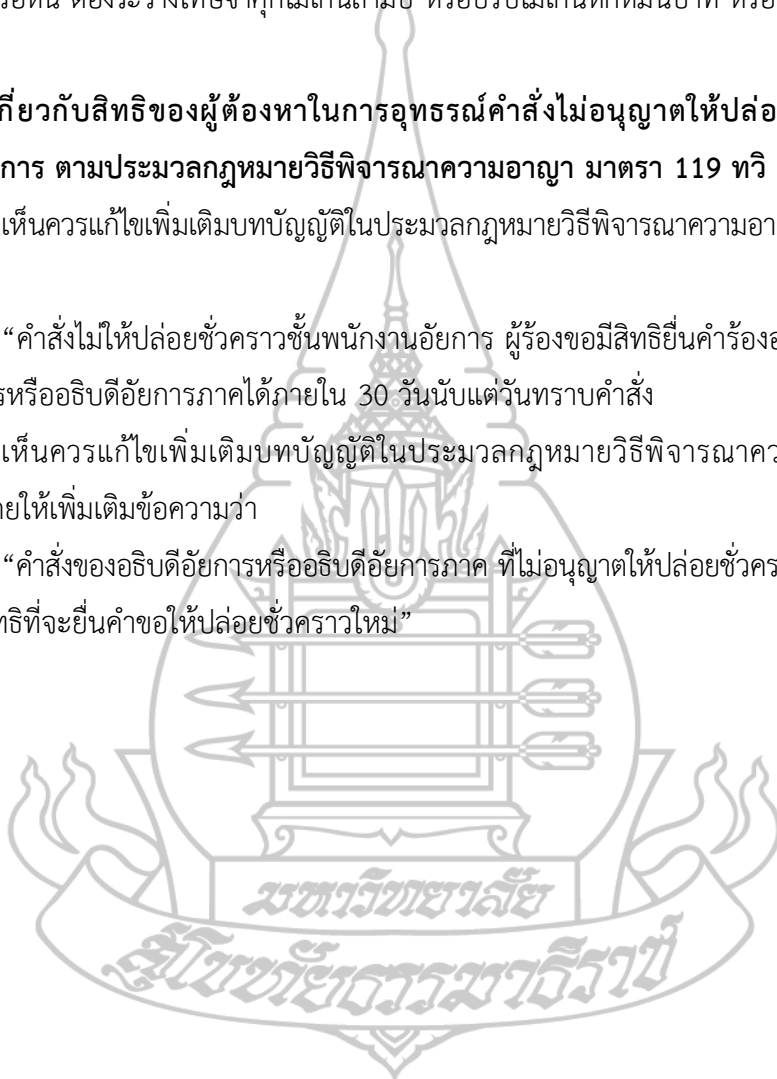 ต้องระวางโทษจำคุกไม่เกินสามปี หรือปรับไม่เกินหกหมื่นบาท หรือ
กี่ยวกับสิทธิของผู้ต้องหาในการอุทธรณ์คำสั่งไม่อนุญาตให้ปล่อ
การ ตามประมวลกฎหมายวิธีพิจารณาความอาญา มาตรา 119 ทวิ
เห็นควรแก้ไขเพิ่มเติมบทบัญญัติในประมวลกฎหมายวิธีพิจารณาความอา
“คำสั่งไม่ให้ปล่อยชั่วคราวชั้นพนักงานอัยการ ผู้ร้องขอมีสิทธิยื่นคำร้องอ
รหรืออธิบดีอัยการภาคได้ภายใน 30 วันนับแต่วันทราบคำสั่ง
เห็นควรแก้ไขเพิ่มเติมบทบัญญัติในประมวลกฎหมายวิธีพิจารณาคว
ายให้เพิ่มเติมข้อความว่า
“คำสั่งของอธิบดีอัยการหรืออธิบดีอัยการภาค ที่ไม่อนุญาตให้ปล่อยชั่วคร
ทธิที่จะยื่นคำขอให้ปล่อยชั่วคราวใหม่”
มหาวิทยาลัย
สุโขทัยธรรมาธิราช